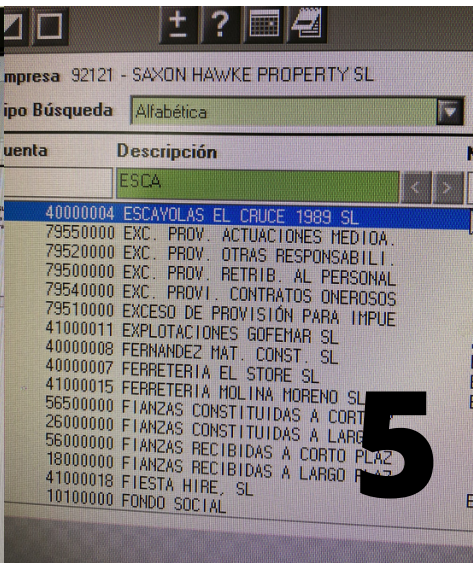 ± ?
mpresa 92121 - SAXON HAWKE PROPERTY SL
ipo Búsqueda Alfabética
uenta Descripción
ESCA < >
40000004 ESCAYOLAS EL CRUCE 1989 SL
79550000 EXC. PROV. ACTUACIONES MEDIOA.
79520000 EXC. PROV. OTRAS RESPONSABILI.
79500000 EXC. PROV. RETRIB. AL PERSONAL
79540000 EXC. PROVI. CONTRATOS ONEROSOS
79510000 EXCESO DE PROVISIÓN PARA IMPUE
41000011 EXPLOTACIONES GOFEMAR SL
40000008 FERNANDEZ MAT. CONST. SL
40000007 FERRETERIA EL STORE SL
41000015 FERRETERIA MOLINA MORENO SL
56500000 FIANZAS CONSTITUIDAS A CORT
26000000 FIANZAS CONSTITUIDAS A LARG
56000000 FIANZAS RECIBIDAS A CORTO PLAZ
18000000 FIANZAS RECIBIDAS A LARGO
41000018 FIESTA HIRE, SL
10100000 FONDO SOCIAL
5